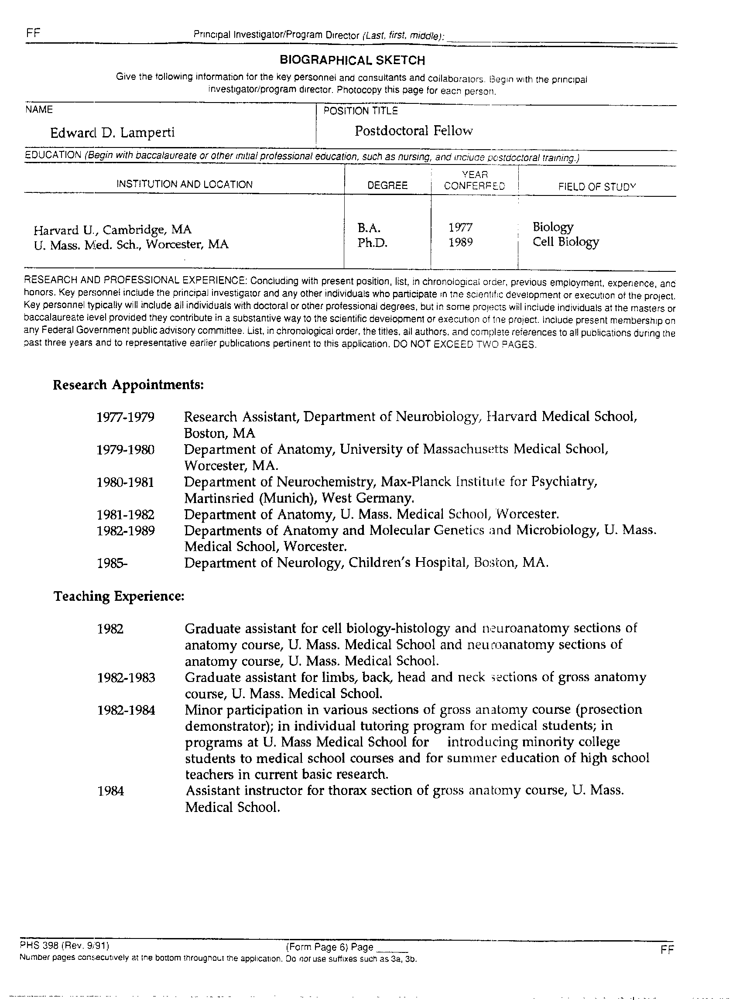 FF
Principal Investigator/Program Director (Last, first, middle):
BIOGRAPHICAL SKETCH
Give the following information for the key personnel and consultants and collaborators. Begin with the principal
investigator/program director. Photocopy this page for each person.
NAME
POSITION TITLE
Edward D. Lamperti
Postdoctoral Fellow
EDUCATION (Begin with baccalaureate or other initial professional education, such as nursing, and include postdoctoral training.)
INSTITUTION AND LOCATION
DEGREE
YEAR
CONFERRED
FIELD OF STUDY
Harvard U., Cambridge, MA B.A. 1977 Biology
U. Mass. Med. Sch., Worcester, MA Ph.D. 1989 Cell Biology
RESEARCH AND PROFESSIONAL EXPERIENCE: Concluding with present position, list, in chronological order, previous employment, experience, and
honors. Key personnel include the principal investigator and any other individuals who participate in the scientific development or execution of the project.
Key personnel typically will include all individuals with doctoral or other professional degrees, but in some projects will include individuals at the masters or
baccalaureate level provided they contribute in a substantive way to the scientific development or execution of the project. Include present membership on
any Federal Government public advisory committee. List, in chronological order, the titles, all authors, and complete references to all publications during the
past three years and to representative earlier publications pertinent to this application. DO NOT EXCEED TWO PAGES.
Research Appointments:
1977-1979 Research Assistant, Department of Neurobiology, Harvard Medical School,
Boston, MA
1979-1980 Department of Anatomy, University of Massachusetts Medical School,
Worcester, MA.
1980-1981 Department of Neurochemistry, Max-Planck Institute for Psychiatry,
Martinsried (Munich), West Germany.
1981-1982 Department of Anatomy, U. Mass. Medical School, Worcester.
1982-1989 Departments of Anatomy and Molecular Genetics and Microbiology, U. Mass.
Medical School, Worcester.
1985- Department of Neurology, Children's Hospital, Boston, MA.
Teaching Experience:
1982 Graduate assistant for cell biology-histology and neuroanatomy sections of
anatomy course, U. Mass. Medical School and neuroanatomy sections of
anatomy course, U. Mass. Medical School.
1982-1983 Graduate assistant for limbs, back, head and neck sections of gross anatomy
course, U. Mass. Medical School.
1982-1984 Minor participation in various sections of gross anatomy course (prosection
demonstrator); in individual tutoring program for medical students; in
programs at U. Mass Medical School for introducing minority college
students to medical school courses and for summer education of high school
teachers in current basic research.
1984 Assistant instructor for thorax section of gross anatomy course, U. Mass.
Medical School.
PHS 398 (Rev. 9/91) (Form Page 6) Page FF
Number pages consecutively at the bottom throughout the application. Do not use suffixes such as 3a, 3b.